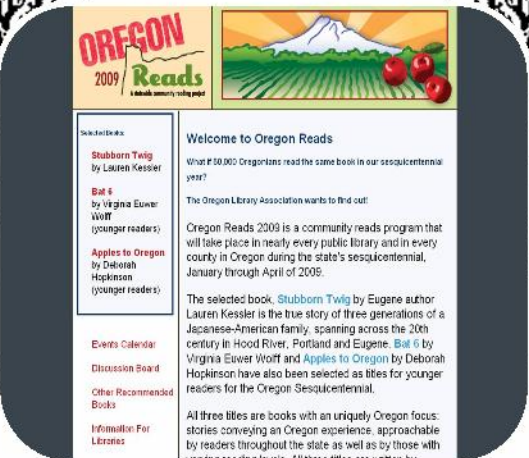 OREGON
2009 Reads
A statewide community reading project
Selected Books:
Stubborn Twig
by Lauren Kessler
Bat 6
by Virginia Euwer
Wolff
(younger readers)
Apples to Oregon
by Deborah
Hopkinson
(younger readers)
Events Calendar
Discussion Board
Other Recommended
Books
Information For
Libraries
Welcome to Oregon Reads
What if 50,000 Oregonians read the same book in our sesquicentennial
year?
The Oregon Library Association wants to find out!
Oregon Reads 2009 is a community reads program that
will take place in nearly every public library and in every
county in Oregon during the state's sesquicentennial,
January through April of 2009.
The selected book, Stubborn Twig by Eugene author
Lauren Kessler is the true story of three generations of a
Japanese-American family, spanning across the 20th
century in Hood River, Portland and Eugene. Bat 6 by
Virginia Euwer Wolff and Apples to Oregon by Deborah
Hopkinson have also been selected as titles for younger
readers for the Oregon Sesquicentennial.
All three titles are books with an uniquely Oregon focus:
stories conveying an Oregon experience, approachable
by readers throughout the state as well as by those with